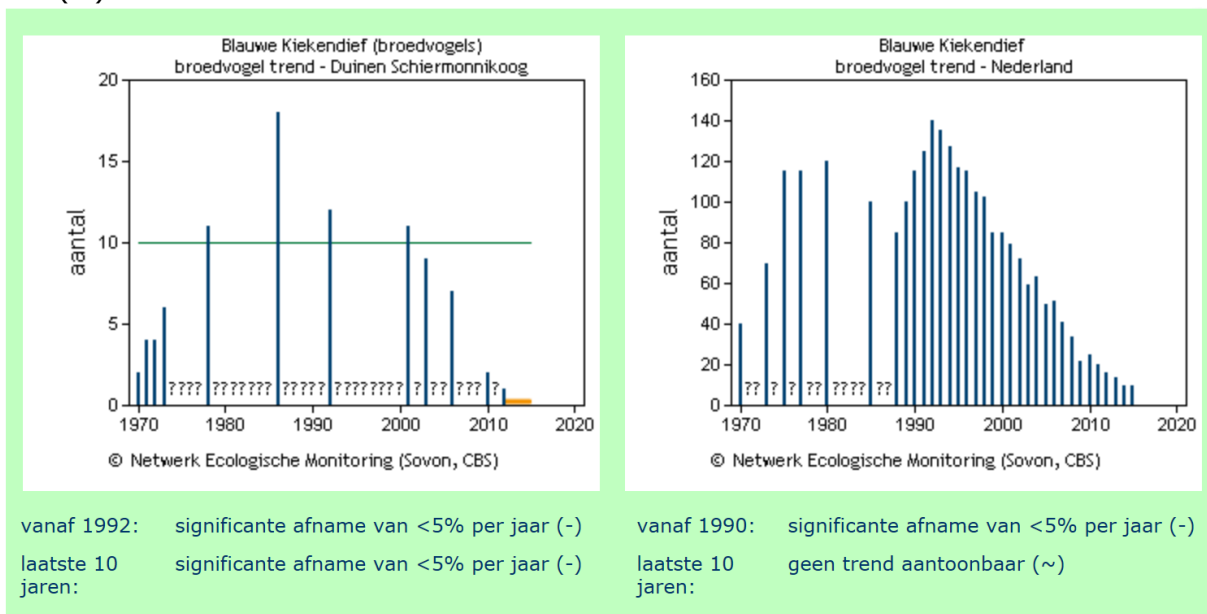 Blauwe Kiekendief (broedvogels)
broedvogel trend - Duinen Schiermonnikoog
20
15
10
5
0
aantal
???? ??????? ????? ???????? ? ?? ??? ?
1970 1980 1990 2000 2010 2020
© Netwerk Ecologische Monitoring (Sovon, CBS)
Blauwe Kiekendief
broedvogel trend - Nederland
160
140
120
100
80
60
40
20
0
aantal
?? ? ? ?? ???? ??
1970 1980 1990 2000 2010 2020
© Netwerk Ecologische Monitoring (Sovon, CBS)
vanaf 1992: significante afname van <5% per jaar (-)
laatste 10 significante afname van <5% per jaar (-)
jaren:
vanaf 1990: significante afname van <5% per jaar (-)
laatste 10 geen trend aantoonbaar (~)
jaren: